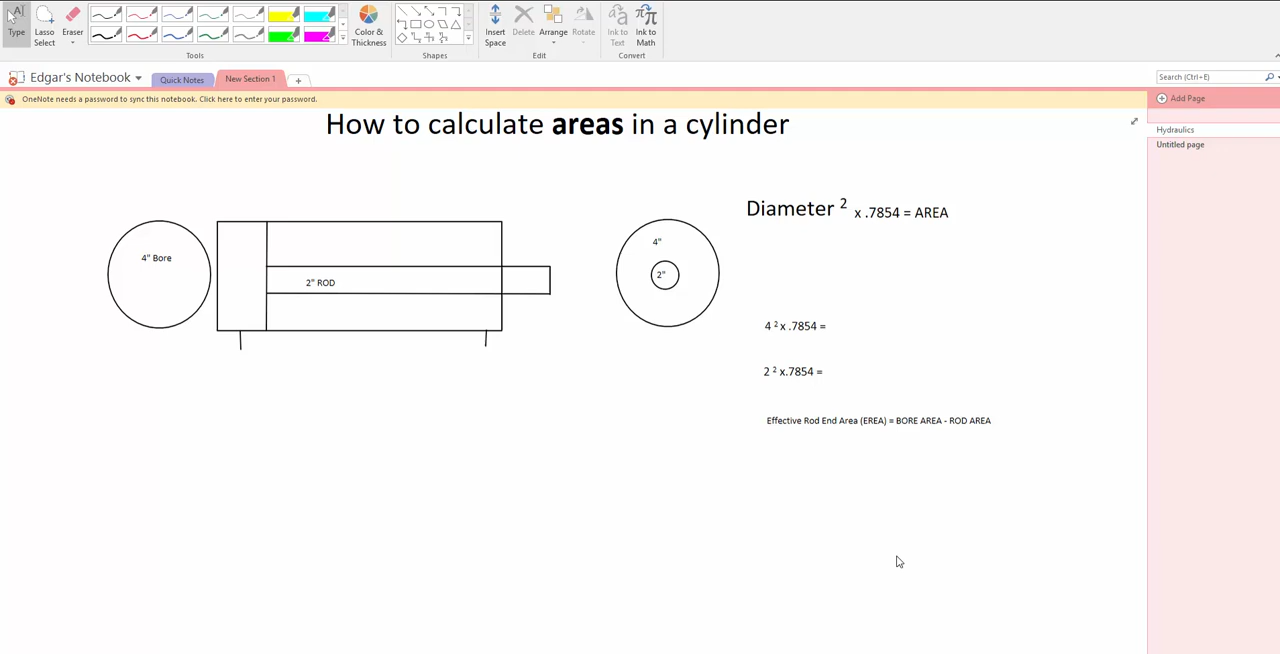 Type
Lasso
Select
Eraser
Color &
Thickness
Insert
Space
Delete
Arrange
Rotate
Ink to
Text
Ink to
Math
Tools
Shapes
Edit
Convert
Edgar's Notebook
Quick Notes
New Section 1
Search (Ctrl+E)
OneNote needs a password to sync this notebook. Click here to enter your password.
Add Page
Hydraulics
Untitled page
How to calculate areas in a cylinder
Diameter 2 x .7854 = AREA
4" Bore
2" ROD
4"
2"
4 2 x .7854 =
2 2 x.7854 =
Effective Rod End Area (EREA) = BORE AREA - ROD AREA